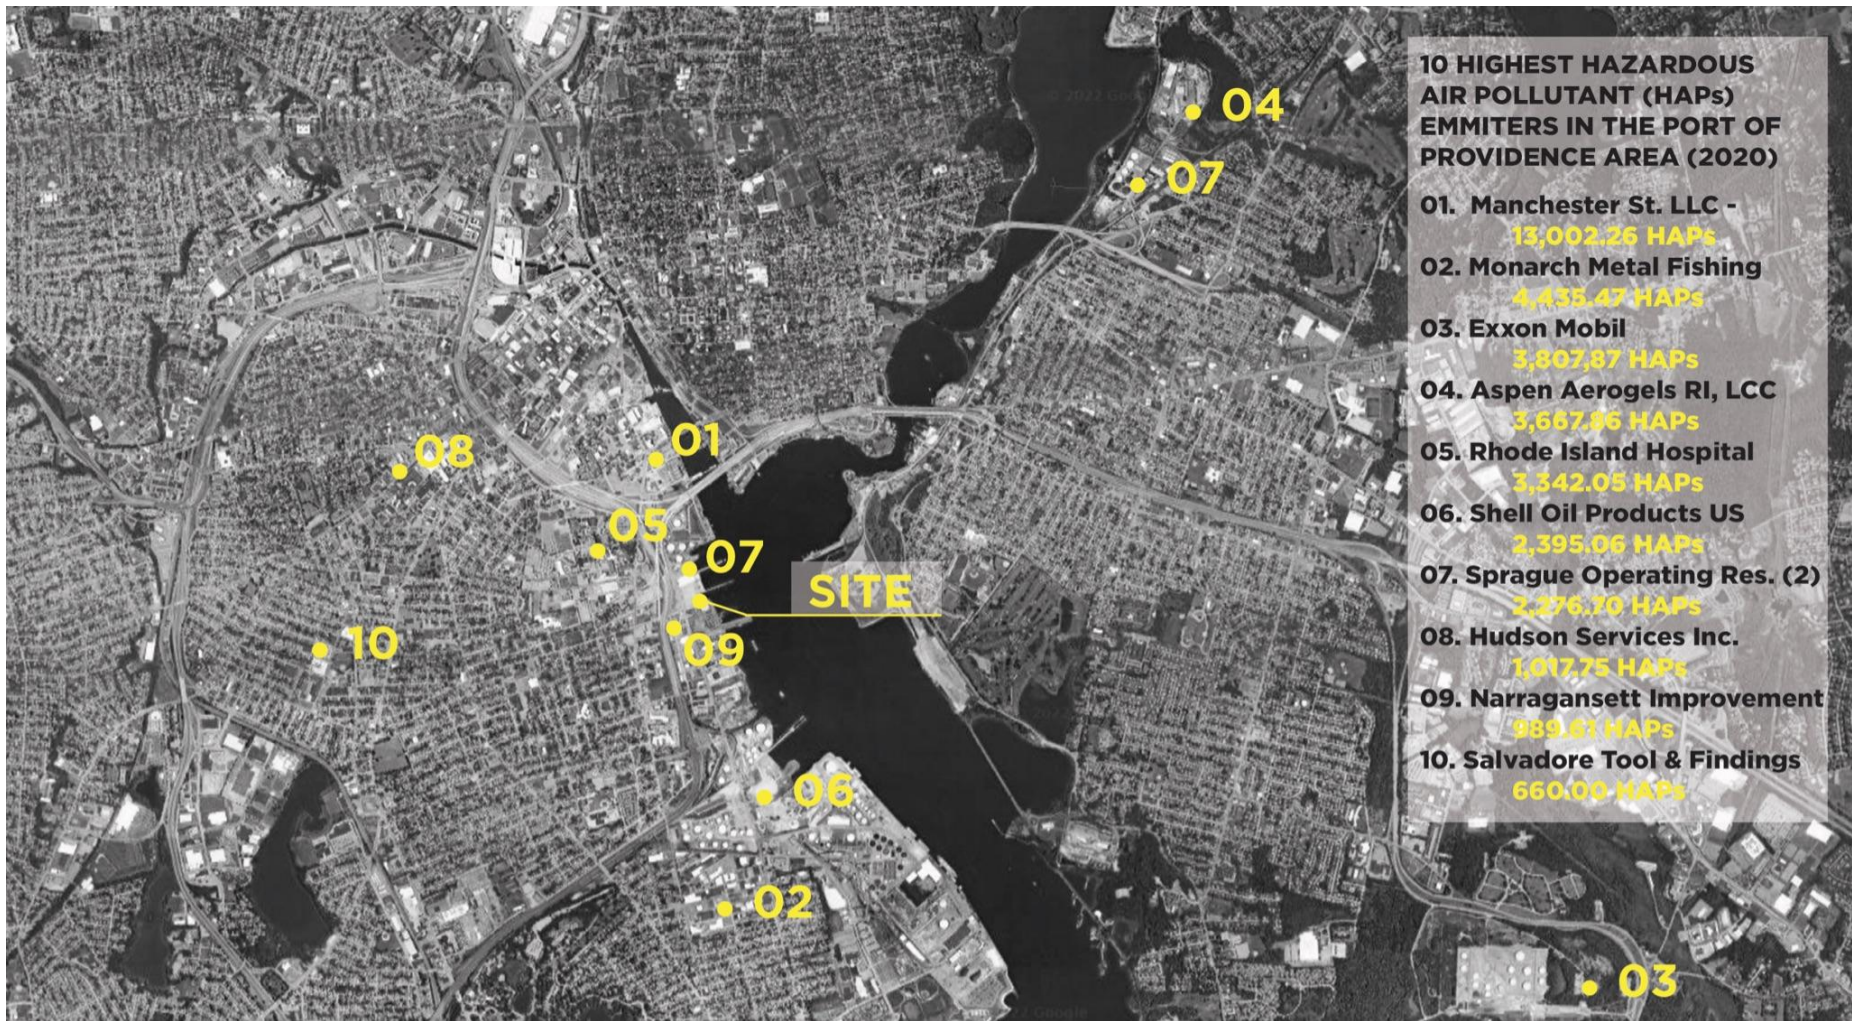 10 HIGHEST HAZARDOUS
AIR POLLUTANT (HAPs)
EMMITERS IN THE PORT OF
PROVIDENCE AREA (2020)
01. Manchester St. LLC -
13,002.26 HAPs
02. Monarch Metal Fishing
4,435.47 HAPs
03. Exxon Mobil
3,807,87 HAPs
04. Aspen Aerogels RI, LCC
3,667.86 HAPs
05. Rhode Island Hospital
3,342.05 HAPs
06. Shell Oil Products US
2,395.06 HAPs
07. Sprague Operating Res. (2)
2,276.70 HAPs
08. Hudson Services Inc.
1,017.75 HAPs
09. Narragansett Improvement
989.61 HAPs
10. Salvadore Tool & Findings
660.00 HAPs
04
07
01
08
05
07
SITE
10
09
06
02
03